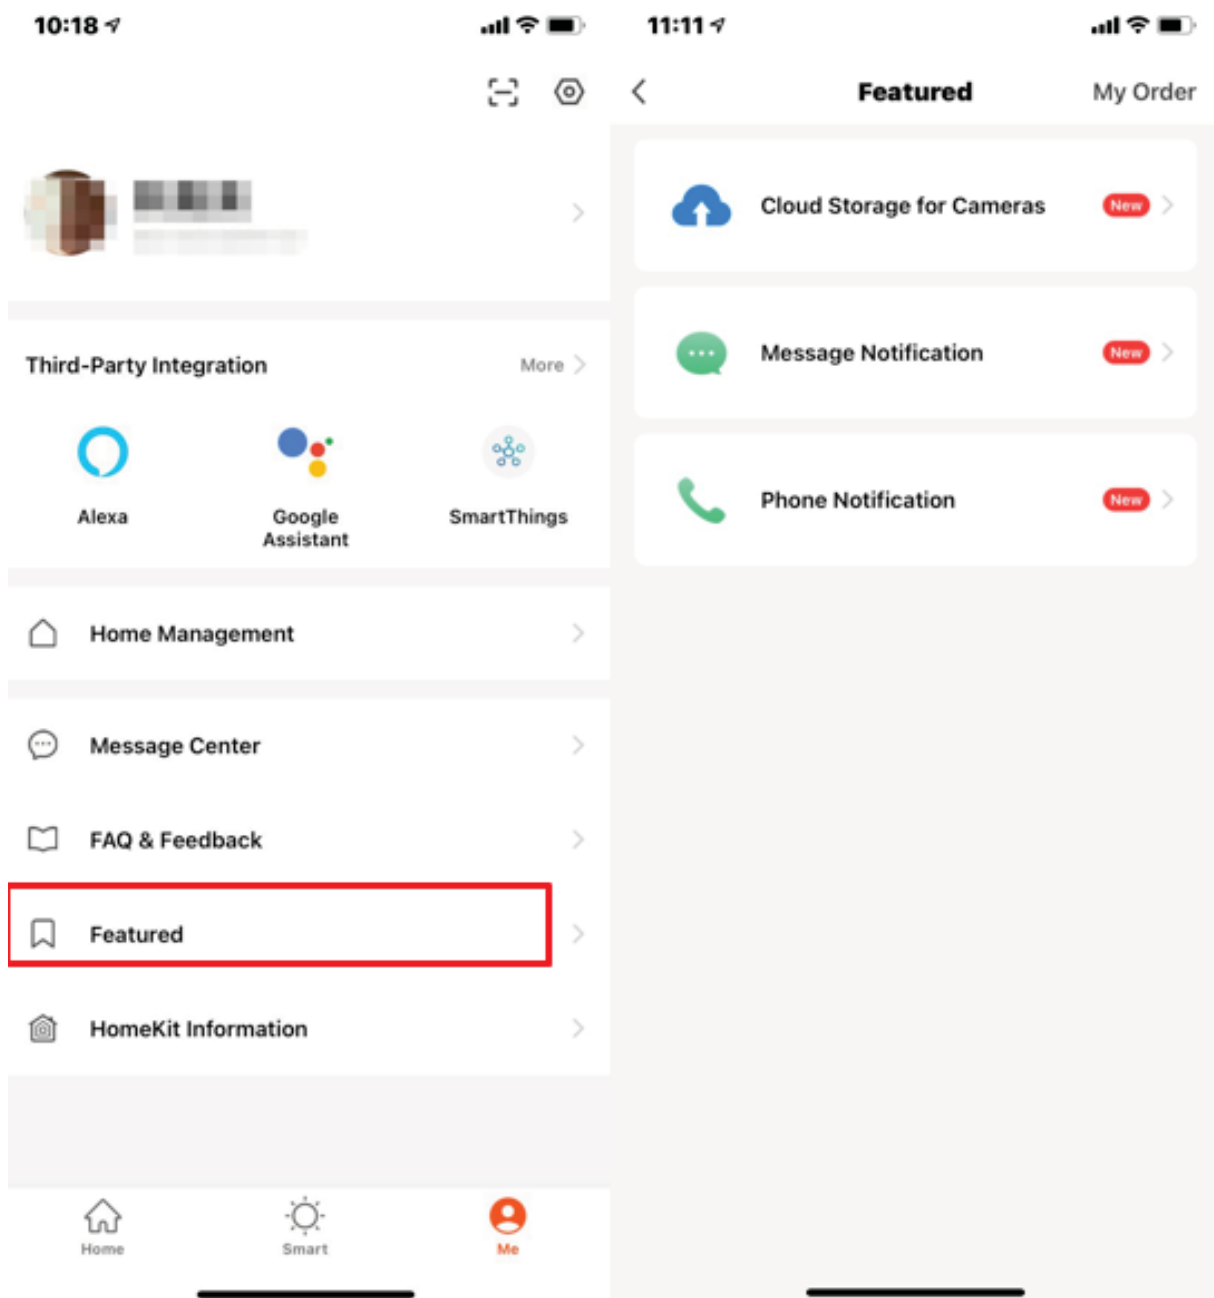 10:18
Third-Party Integration
More
Alexa
Google
Assistant
SmartThings
Home Management
Message Center
FAQ & Feedback
Featured
HomeKit Information
Home
Smart
Me
11:11
Featured
My Order
Cloud Storage for Cameras
New
Message Notification
New
Phone Notification
New